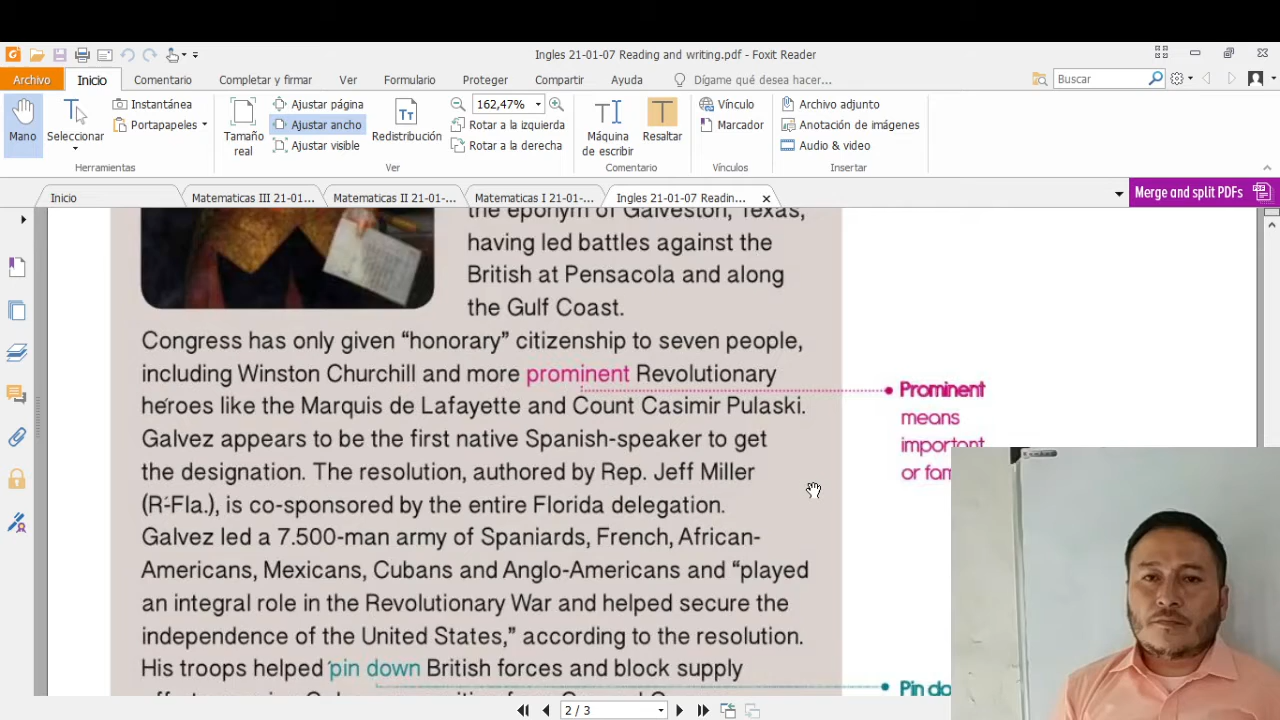 Ingles 21-01-07 Reading and writing.pdf - Foxit Reader
Archivo Inicio Comentario Completar y firmar Ver Formulario Proteger Compartir Ayuda Dígame qué desea hacer... Buscar
Mano
Seleccionar
Instantánea
Portapapeles
Herramientas
Tamaño
real
Ajustar página
Ajustar ancho
Ajustar visible
Redistribución
162,47%
Rotar a la izquierda
Rotar a la derecha
Ver
Máquina
de escribir
Resaltar
Comentario
Vínculo
Marcador
Vínculos
Archivo adjunto
Anotación de imágenes
Audio & video
Insertar
Inicio Matematicas III 21-01... Matematicas II 21-01-... Matematicas I 21-01-... Ingles 21-01-07 Readin... Merge and split PDFs
the eponym of Galveston, Texas,
having led battles against the
British at Pensacola and along
the Gulf Coast.
Congress has only given “honorary” citizenship to seven people,
including Winston Churchill and more prominent Revolutionary
heroes like the Marquis de Lafayette and Count Casimir Pulaski.
Galvez appears to be the first native Spanish-speaker to get
the designation. The resolution, authored by Rep. Jeff Miller
(R-Fla.), is co-sponsored by the entire Florida delegation.
Galvez led a 7.500-man army of Spaniards, French, African-
Americans, Mexicans, Cubans and Anglo-Americans and “played
an integral role in the Revolutionary War and helped secure the
independence of the United States,” according to the resolution.
His troops helped pin down British forces and block supply
Prominent
means
important
or fam
Pin do
2 / 3